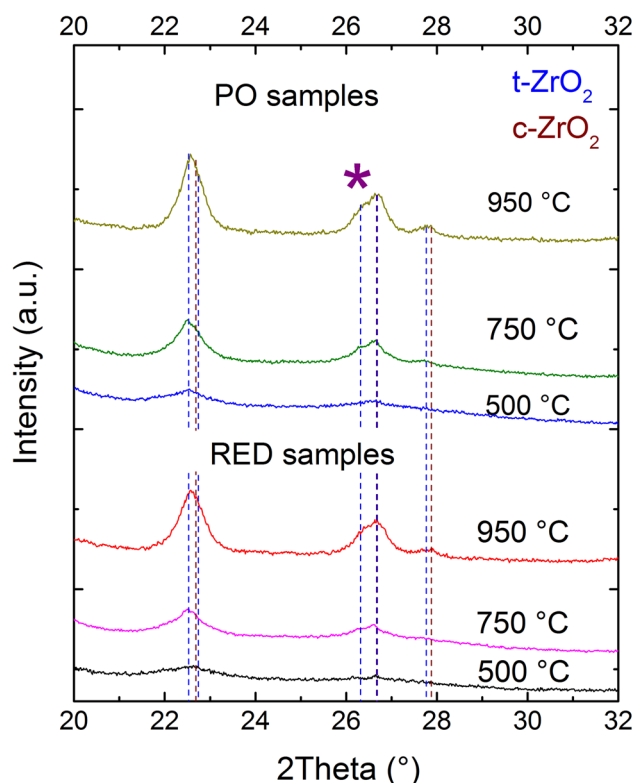 20 22 24 26 28 30 32
PO samples
t-ZrO₂
c-ZrO₂
*
950 °C
750 °C
500 °C
RED samples
950 °C
750 °C
500 °C
Intensity (a.u.)
20 22 24 26 28 30 32
2Theta (°)